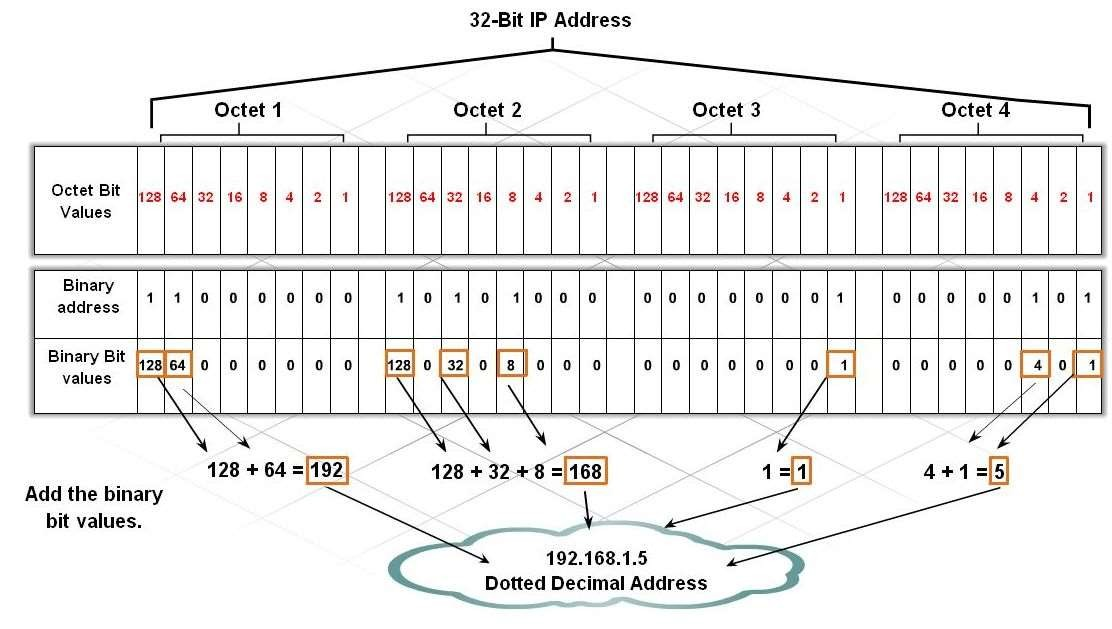 32-Bit IP Address
Octet 1 Octet 2 Octet 3 Octet 4
Octet Bit
Values
128 64 32 16 8 4 2 1 128 64 32 16 8 4 2 1 128 64 32 16 8 4 2 1 128 64 32 16 8 4 2 1
Binary
address
1 1 0 0 0 0 0 0 1 0 1 0 1 0 0 0 0 0 0 0 0 0 0 1 0 0 0 0 0 1 0 1
Binary Bit
values
128 64 0 0 0 0 0 0 128 0 32 0 8 0 0 0 0 0 0 0 0 0 0 1 0 0 0 0 0 4 0 1
128 + 64 = 192 128 + 32 + 8 = 168 1 = 1 4 + 1 = 5
Add the binary
bit values.
192.168.1.5
Dotted Decimal Address